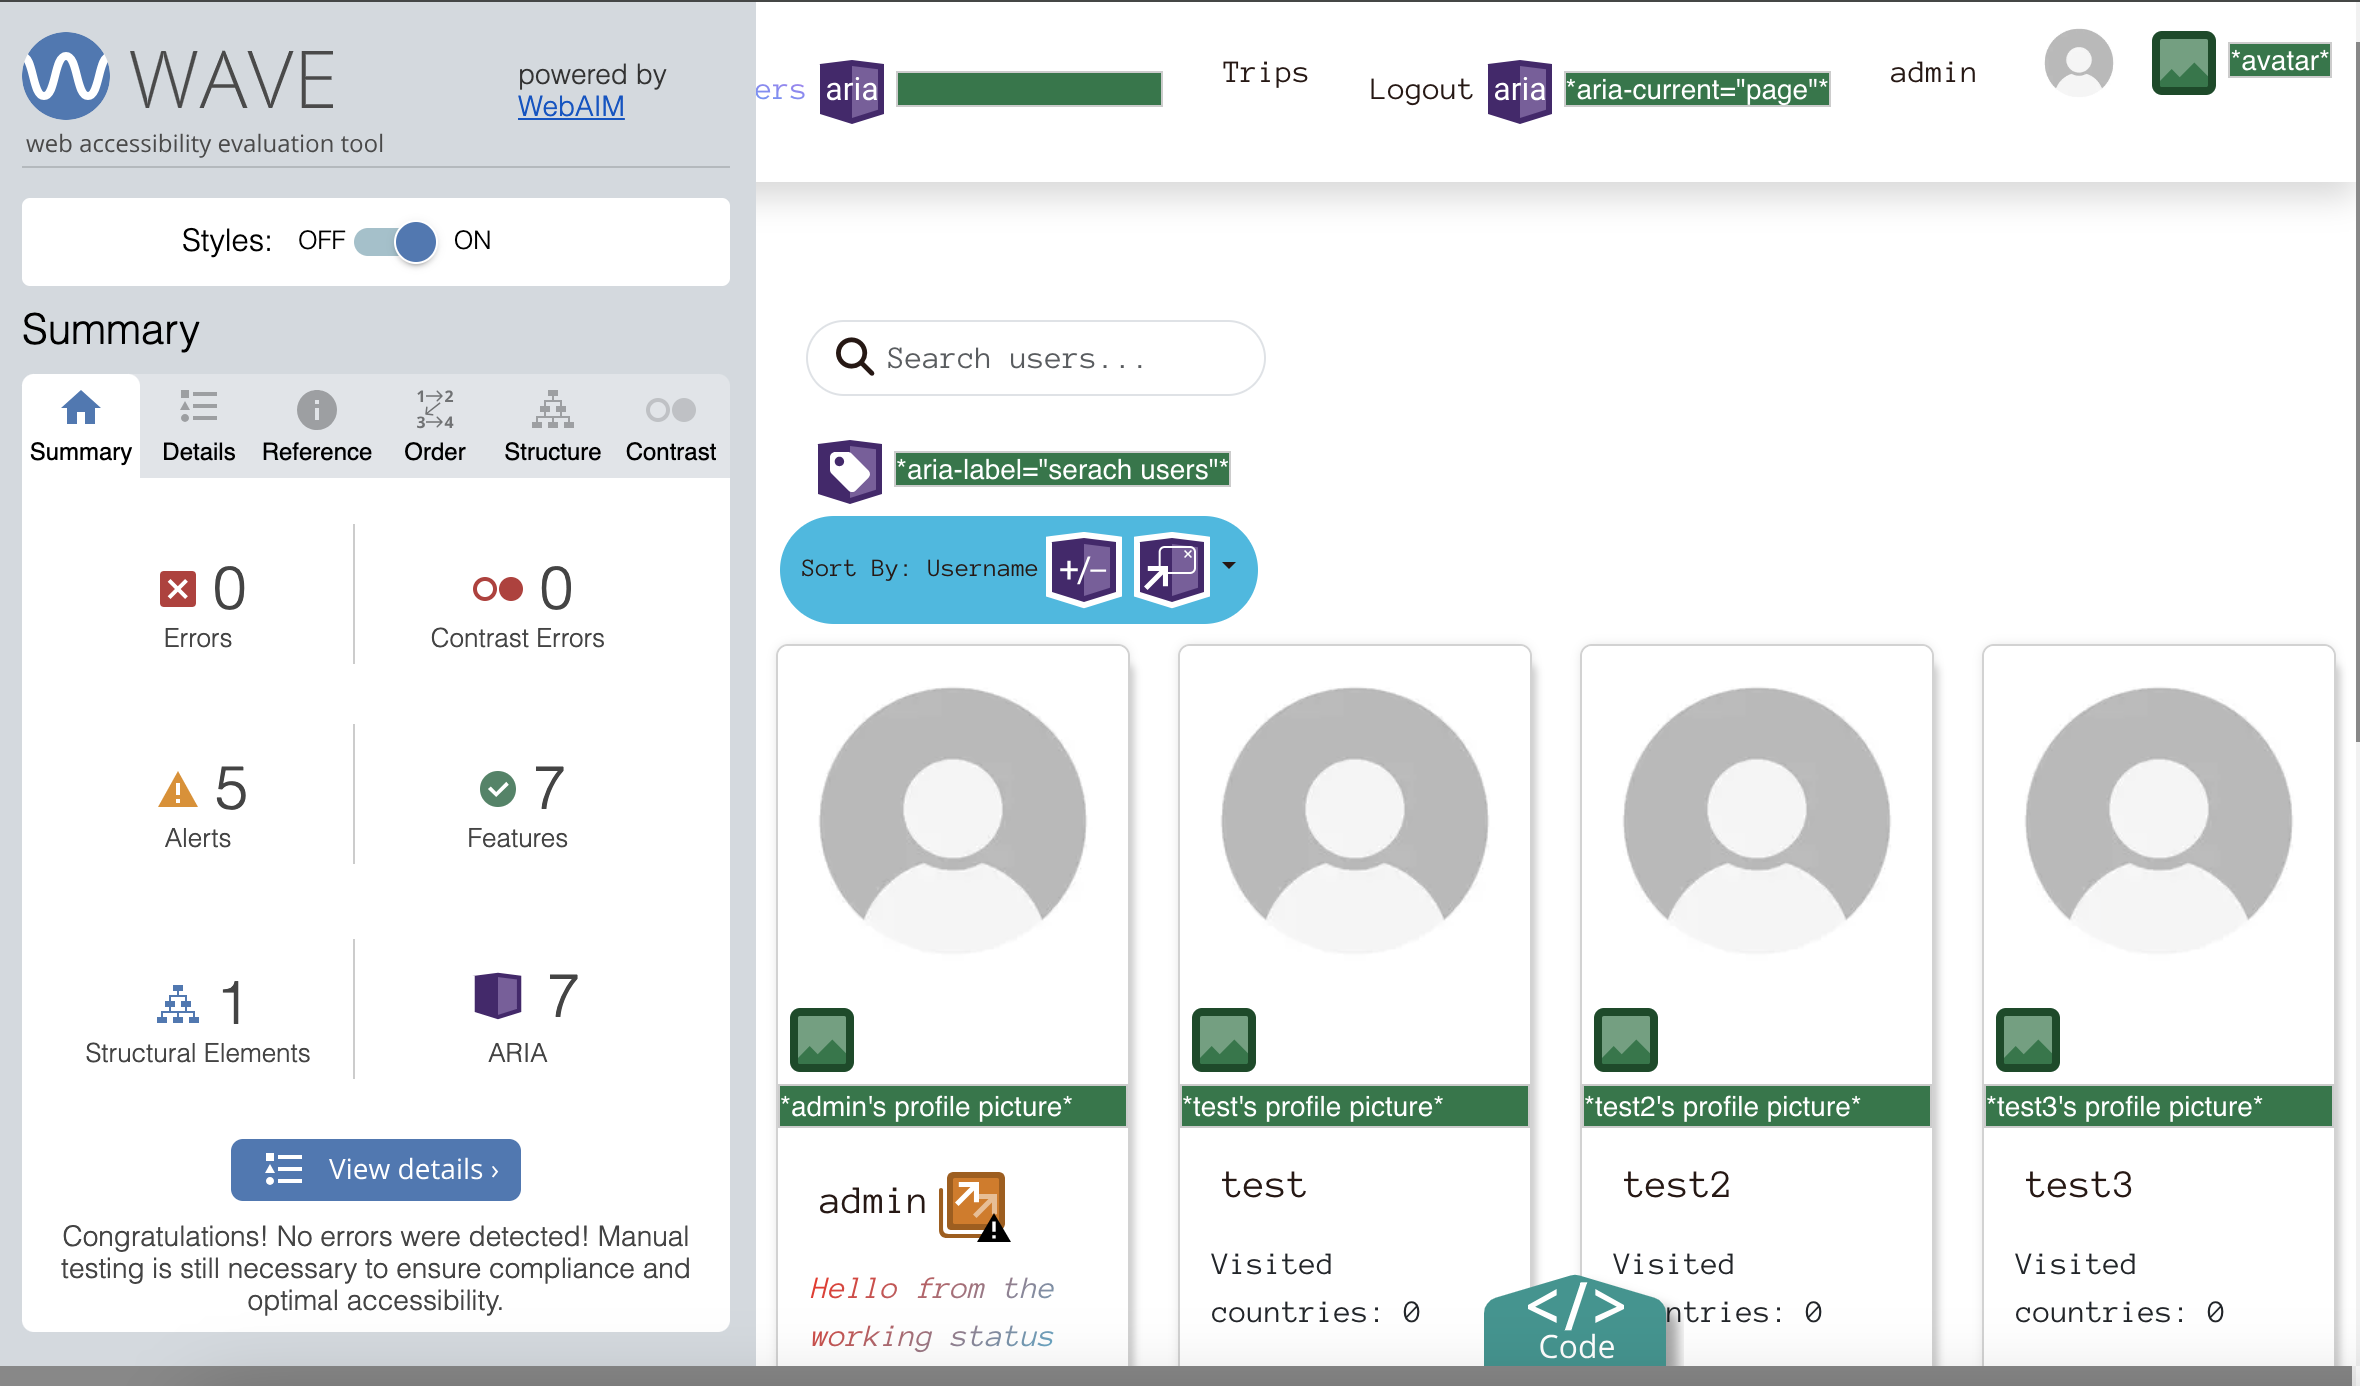 WAVE
powered by
WebAIM
web accessibility evaluation tool
Styles: OFF ON
Summary
Summary Details Reference Order Structure Contrast
0 Errors
0 Contrast Errors
5 Alerts
7 Features
1 Structural Elements
7 ARIA
View details ›
Congratulations! No errors were detected! Manual
testing is still necessary to ensure compliance and
optimal accessibility.
ers aria Trips Logout aria *aria-current="page"* admin *avatar*
Search users...
*aria-label="serach users"*
Sort By: Username +/-
*admin's profile picture*
admin
Hello from the
working status
*test's profile picture*
test
Visited
countries: 0
*test2's profile picture*
test2
Visited
ntries: 0
*test3's profile picture*
test3
Visited
countries: 0
</> Code